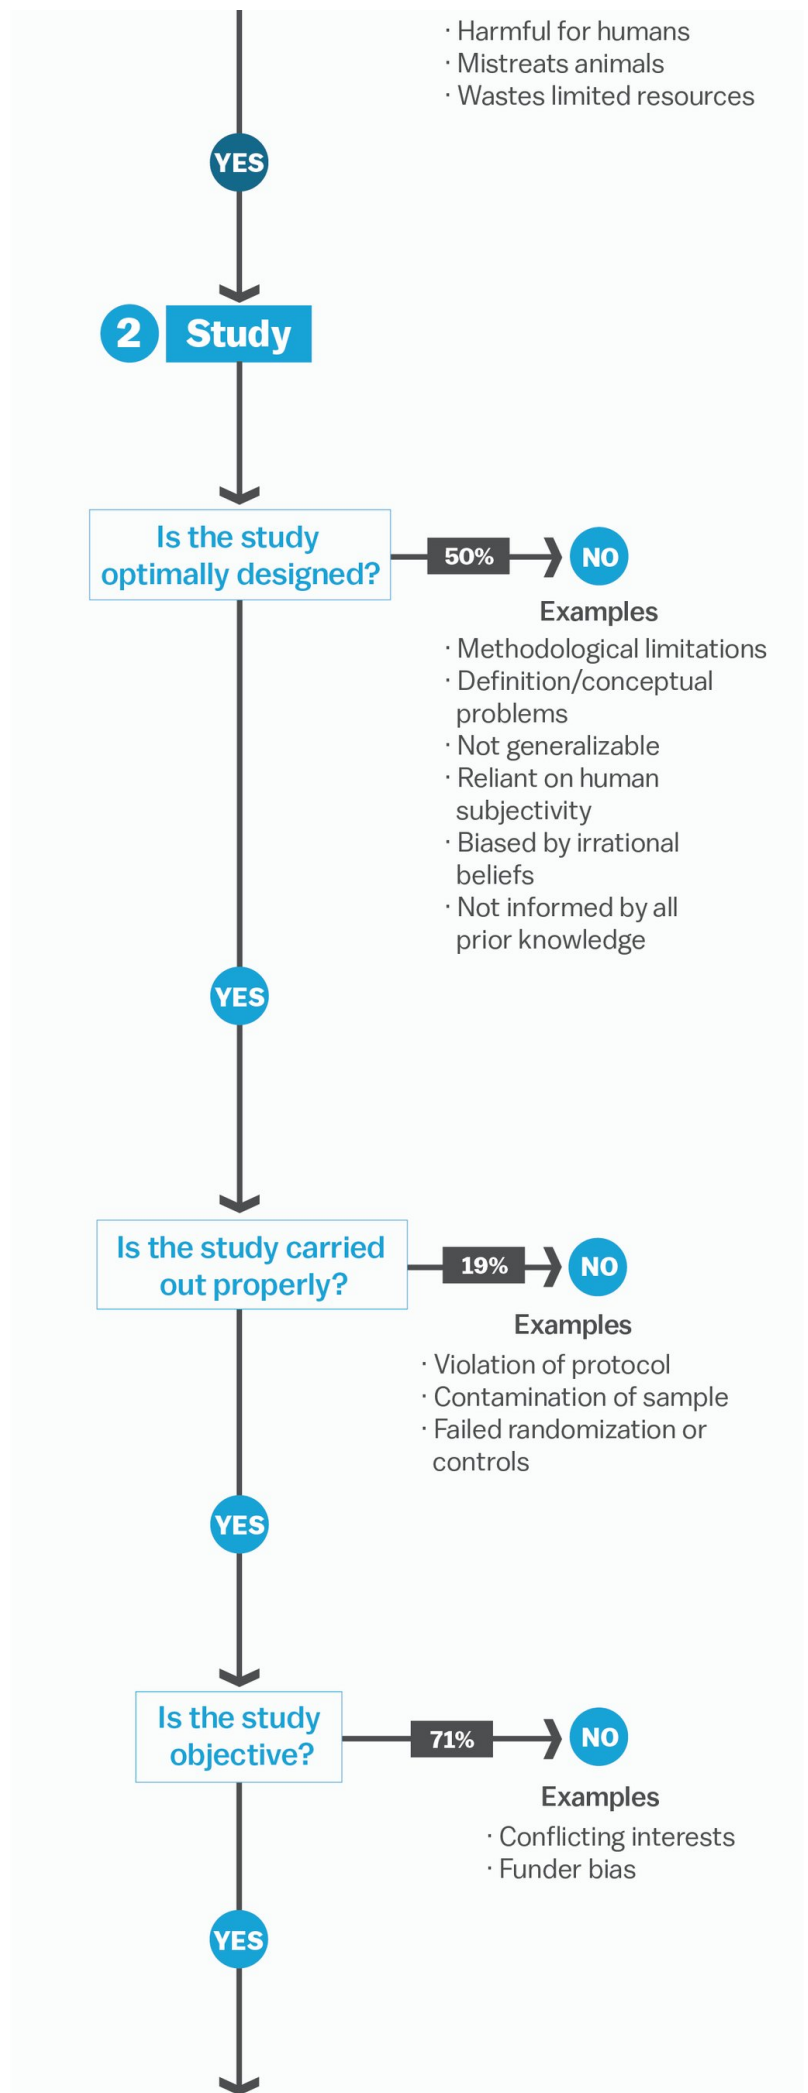 · Harmful for humans
· Mistreats animals
· Wastes limited resources
YES
2 Study
Is the study
optimally designed?
50%
NO
Examples
· Methodological limitations
· Definition/conceptual
problems
· Not generalizable
· Reliant on human
subjectivity
· Biased by irrational
beliefs
· Not informed by all
prior knowledge
YES
Is the study carried
out properly?
19%
NO
Examples
· Violation of protocol
· Contamination of sample
· Failed randomization or
controls
YES
Is the study
objective?
71%
NO
Examples
· Conflicting interests
· Funder bias
YES